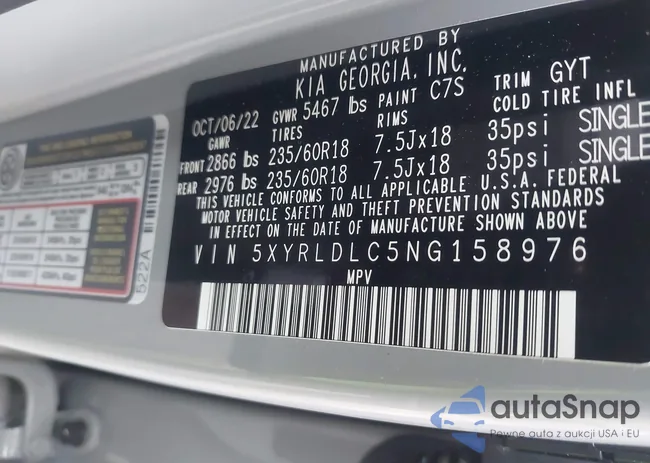 MANUFACTURED BY
KIA GEORGIA, INC.
OCT/06/22 GVWR 5467 lbs PAINT C7S TRIM GYT
GAWR TIRES RIMS COLD TIRE INFL
FRONT 2866 lbs 235/60R18 7.5Jx18 35psi SINGLE
REAR 2976 lbs 235/60R18 7.5Jx18 35psi SINGLE
THIS VEHICLE CONFORMS TO ALL APPLICABLE U.S.A. FEDERAL
MOTOR VEHICLE SAFETY AND THEFT PREVENTION STANDARDS
IN EFFECT ON THE DATE OF MANUFACTURE SHOWN ABOVE
VIN 5XYRLDLC5NG158976
MPV
522A
autaSnap
Pewne auta z aukcji USA i EU